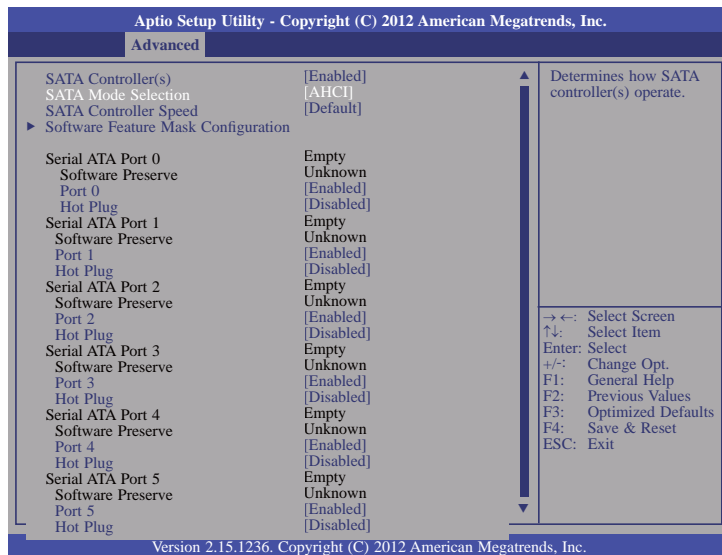 Aptio Setup Utility - Copyright (C) 2012 American Megatrends, Inc.
Advanced
SATA Controller(s) [Enabled]
SATA Mode Selection [AHCI]
SATA Controller Speed [Default]
► Software Feature Mask Configuration
Serial ATA Port 0 Empty
Software Preserve Unknown
Port 0 [Enabled]
Hot Plug [Disabled]
Serial ATA Port 1 Empty
Software Preserve Unknown
Port 1 [Enabled]
Hot Plug [Disabled]
Serial ATA Port 2 Empty
Software Preserve Unknown
Port 2 [Enabled]
Hot Plug [Disabled]
Serial ATA Port 3 Empty
Software Preserve Unknown
Port 3 [Enabled]
Hot Plug [Disabled]
Serial ATA Port 4 Empty
Software Preserve Unknown
Port 4 [Enabled]
Hot Plug [Disabled]
Serial ATA Port 5 Empty
Software Preserve Unknown
Port 5 [Enabled]
Hot Plug [Disabled]
Determines how SATA
controller(s) operate.
→←: Select Screen
↑↓: Select Item
Enter: Select
+/-: Change Opt.
F1: General Help
F2: Previous Values
F3: Optimized Defaults
F4: Save & Reset
ESC: Exit
Version 2.15.1236. Copyright (C) 2012 American Megatrends, Inc.